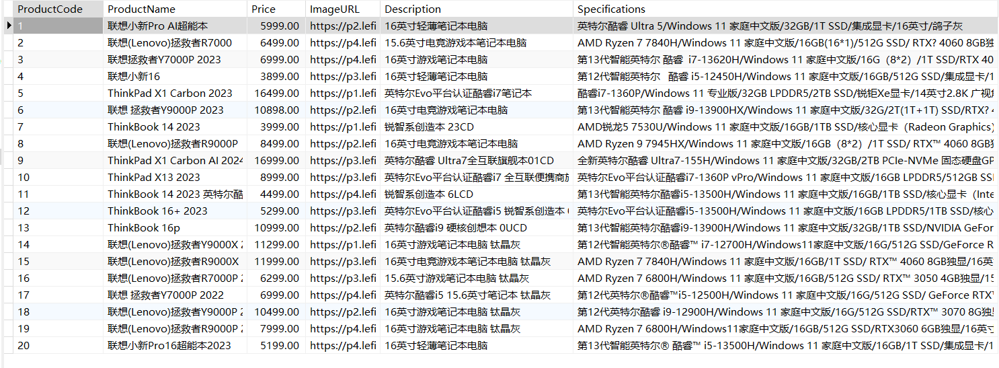 ProductCode ProductName Price ImageURL Description Specifications
1 联想小新Pro AI超能本 5999.00 https://p2.lefi 16英寸轻薄笔记本电脑 英特尔酷睿 Ultra 5/Windows 11 家庭中文版/32GB/1T SSD/集成显卡/16英寸/鸽子灰
2 联想(Lenovo)拯救者R7000 6499.00 https://p4.lefi 15.6英寸电竞游戏本笔记本电脑 AMD Ryzen 7 7840H/Windows 11 家庭中文版/16GB(16*1)/512G SSD/ RTX? 4060 8GB独
3 联想拯救者Y7000P 2023 6999.00 https://p4.lefi 16英寸电竞游戏笔记本电脑 第13代智能英特尔 酷睿 i7-13620H/Windows 11 家庭中文版/16G（8*2）/1T SSD/RTX 40
4 联想小新16 3899.00 https://p3.lefi 16英寸轻薄笔记本电脑 第12代智能英特尔 酷睿 i5-12450H/Windows 11 家庭中文版/16GB/512G SSD/集成显卡/1
5 ThinkPad X1 Carbon 2023 16499.00 https://p1.lefi 英特尔Evo平台认证酷睿i7笔记本 酷睿i7-1360P/Windows 11 专业版/32GB LPDDR5/2TB SSD/锐钜Xe显卡/14英寸2.8K 广视角
6 联想 拯救者Y9000P 2023 10898.00 https://p2.lefi 16英寸电竞游戏笔记本电脑 第13代智能英特尔 酷睿 i9-13900HX/Windows 11 家庭中文版/32G/2T(1T+1T) SSD/RTX? 4
7 ThinkBook 14 2023 3999.00 https://p1.lefi 锐智系创造本 23CD AMD锐龙5 7530U/Windows 11 家庭中文版/16GB/1TB SSD/核心显卡（Radeon Graphics）
8 联想(Lenovo)拯救者R9000P 8499.00 https://p2.lefi 16英寸电竞游戏本笔记本电脑 AMD Ryzen 9 7945HX/Windows 11 家庭中文版/16GB（8*2）/1T SSD/ RTX™ 4060 8GB独
9 ThinkPad X1 Carbon AI 2024 16999.00 https://p3.lefi 英特尔酷睿 Ultra7全互联旗舰本01CD 全新英特尔酷睿 Ultra7-155H/Windows 11 家庭中文版/32GB/2TB PCIe-NVMe 固态硬盘GP
10 ThinkPad X13 2023 8999.00 https://p3.lefi 英特尔Evo平台认证酷睿i7 全互联便携商旅 英特尔Evo平台认证酷睿i7-1360P vPro/Windows 11 家庭中文版/16GB LPDDR5/512GB SSI
11 ThinkBook 14 2023 英特尔酷 4499.00 https://p4.lefi 锐智系创造本 6LCD 第13代智能英特尔酷睿i5-13500H/Windows 11 家庭中文版/16GB/1TB SSD/核心显卡（Inte
12 ThinkBook 16+ 2023 5299.00 https://p3.lefi 英特尔Evo平台认证酷睿i5 锐智系创造本 英特尔Evo平台认证酷睿i5-13500H/Windows 11 家庭中文版/16GB LPDDR5/1TB SSD/核心
13 ThinkBook 16p 10999.00 https://p2.lefi 英特尔酷睿i9 硬核创想本 0UCD 第13代智能英特尔酷睿i9-13900H/Windows 11 家庭中文版/32GB/1TB SSD/NVIDIA GeFor
14 联想(Lenovo)拯救者Y9000X 2 11299.00 https://p1.lefi 16英寸游戏笔记本电脑 钛晶灰 第12代智能英特尔®酷睿™ i7-12700H/Windows11家庭中文版/16G/512G SSD/GeForce R
15 联想(Lenovo)拯救者R9000X 11999.00 https://p3.lefi 16英寸电竞游戏本笔记本电脑 钛晶灰 AMD Ryzen 7 7840H/Windows 11 家庭中文版/16GB/1T SSD/ RTX™ 4060 8GB独显/16英
16 联想(Lenovo)拯救者R7000P 2 6299.00 https://p3.lefi 15.6英寸游戏笔记本电脑 钛晶灰 AMD Ryzen 7 6800H/Windows 11 家庭中文版/16GB/512G SSD/ RTX™ 3050 4GB独显/15
17 联想 拯救者Y7000P 2022 6999.00 https://p4.lefi 英特尔酷睿i5 15.6英寸笔记本 钛晶灰 第12代英特尔®酷睿™i5-12500H/Windows 11 家庭中文版/16G/512G SSD/ GeForce RTX
18 联想(Lenovo)拯救者Y9000P 2 10499.00 https://p2.lefi 16英寸游戏笔记本电脑 钛晶灰 第12代英特尔酷睿 i9-12900H/Windows 11 家庭中文版/16G/512G SSD/RTX™ 3070 8G独
19 联想(Lenovo)拯救者R9000P 2 7999.00 https://p4.lefi 16英寸游戏笔记本电脑 钛晶灰 AMD Ryzen 7 6800H/Windows11家庭中文版/16GB/512G SSD/RTX3060 6GB独显/16英寸
20 联想小新Pro16超能本2023 5199.00 https://p4.lefi 16英寸轻薄笔记本电脑 第13代智能英特尔® 酷睿™ i5-13500H/Windows 11 家庭中文版/16GB/1T SSD/集成显卡/1